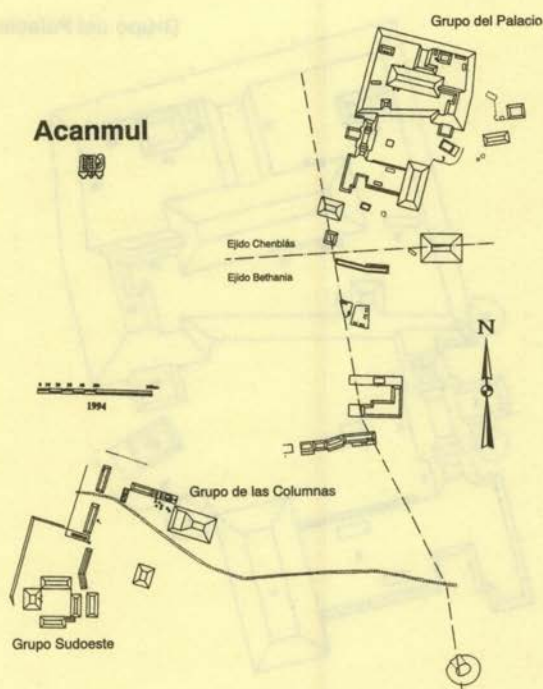 Grupo del Palacio
Acanmul
Ejido Chenblás
Ejido Bethania
N
1994
Grupo de las Columnas
Grupo Sudoeste